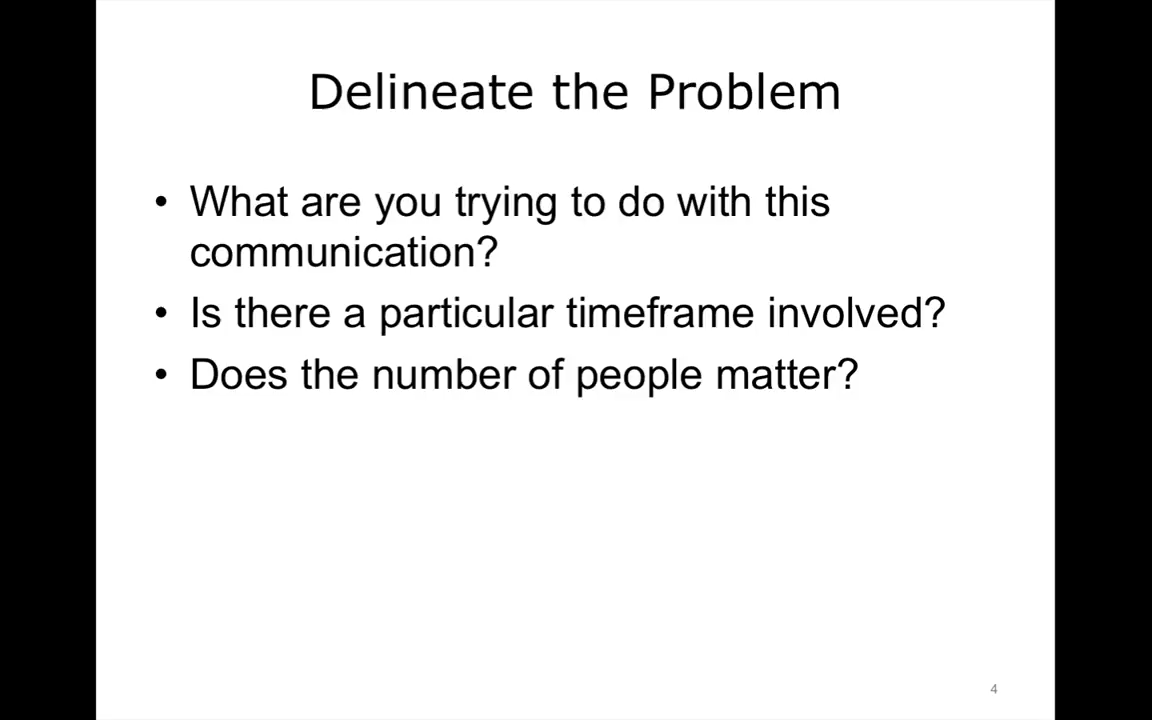 Delineate the Problem
• What are you trying to do with this
communication?
• Is there a particular timeframe involved?
• Does the number of people matter?
4